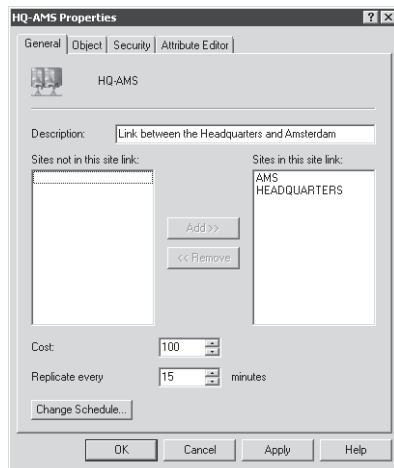 HQ-AMS Properties
General Object Security Attribute Editor
HQ-AMS
Description: Link between the Headquarters and Amsterdam
Sites not in this site link: Sites in this site link:
AMS
HEADQUARTERS
Add >>
<< Remove
Cost: 100
Replicate every 15 minutes
Change Schedule...
OK Cancel Apply Help